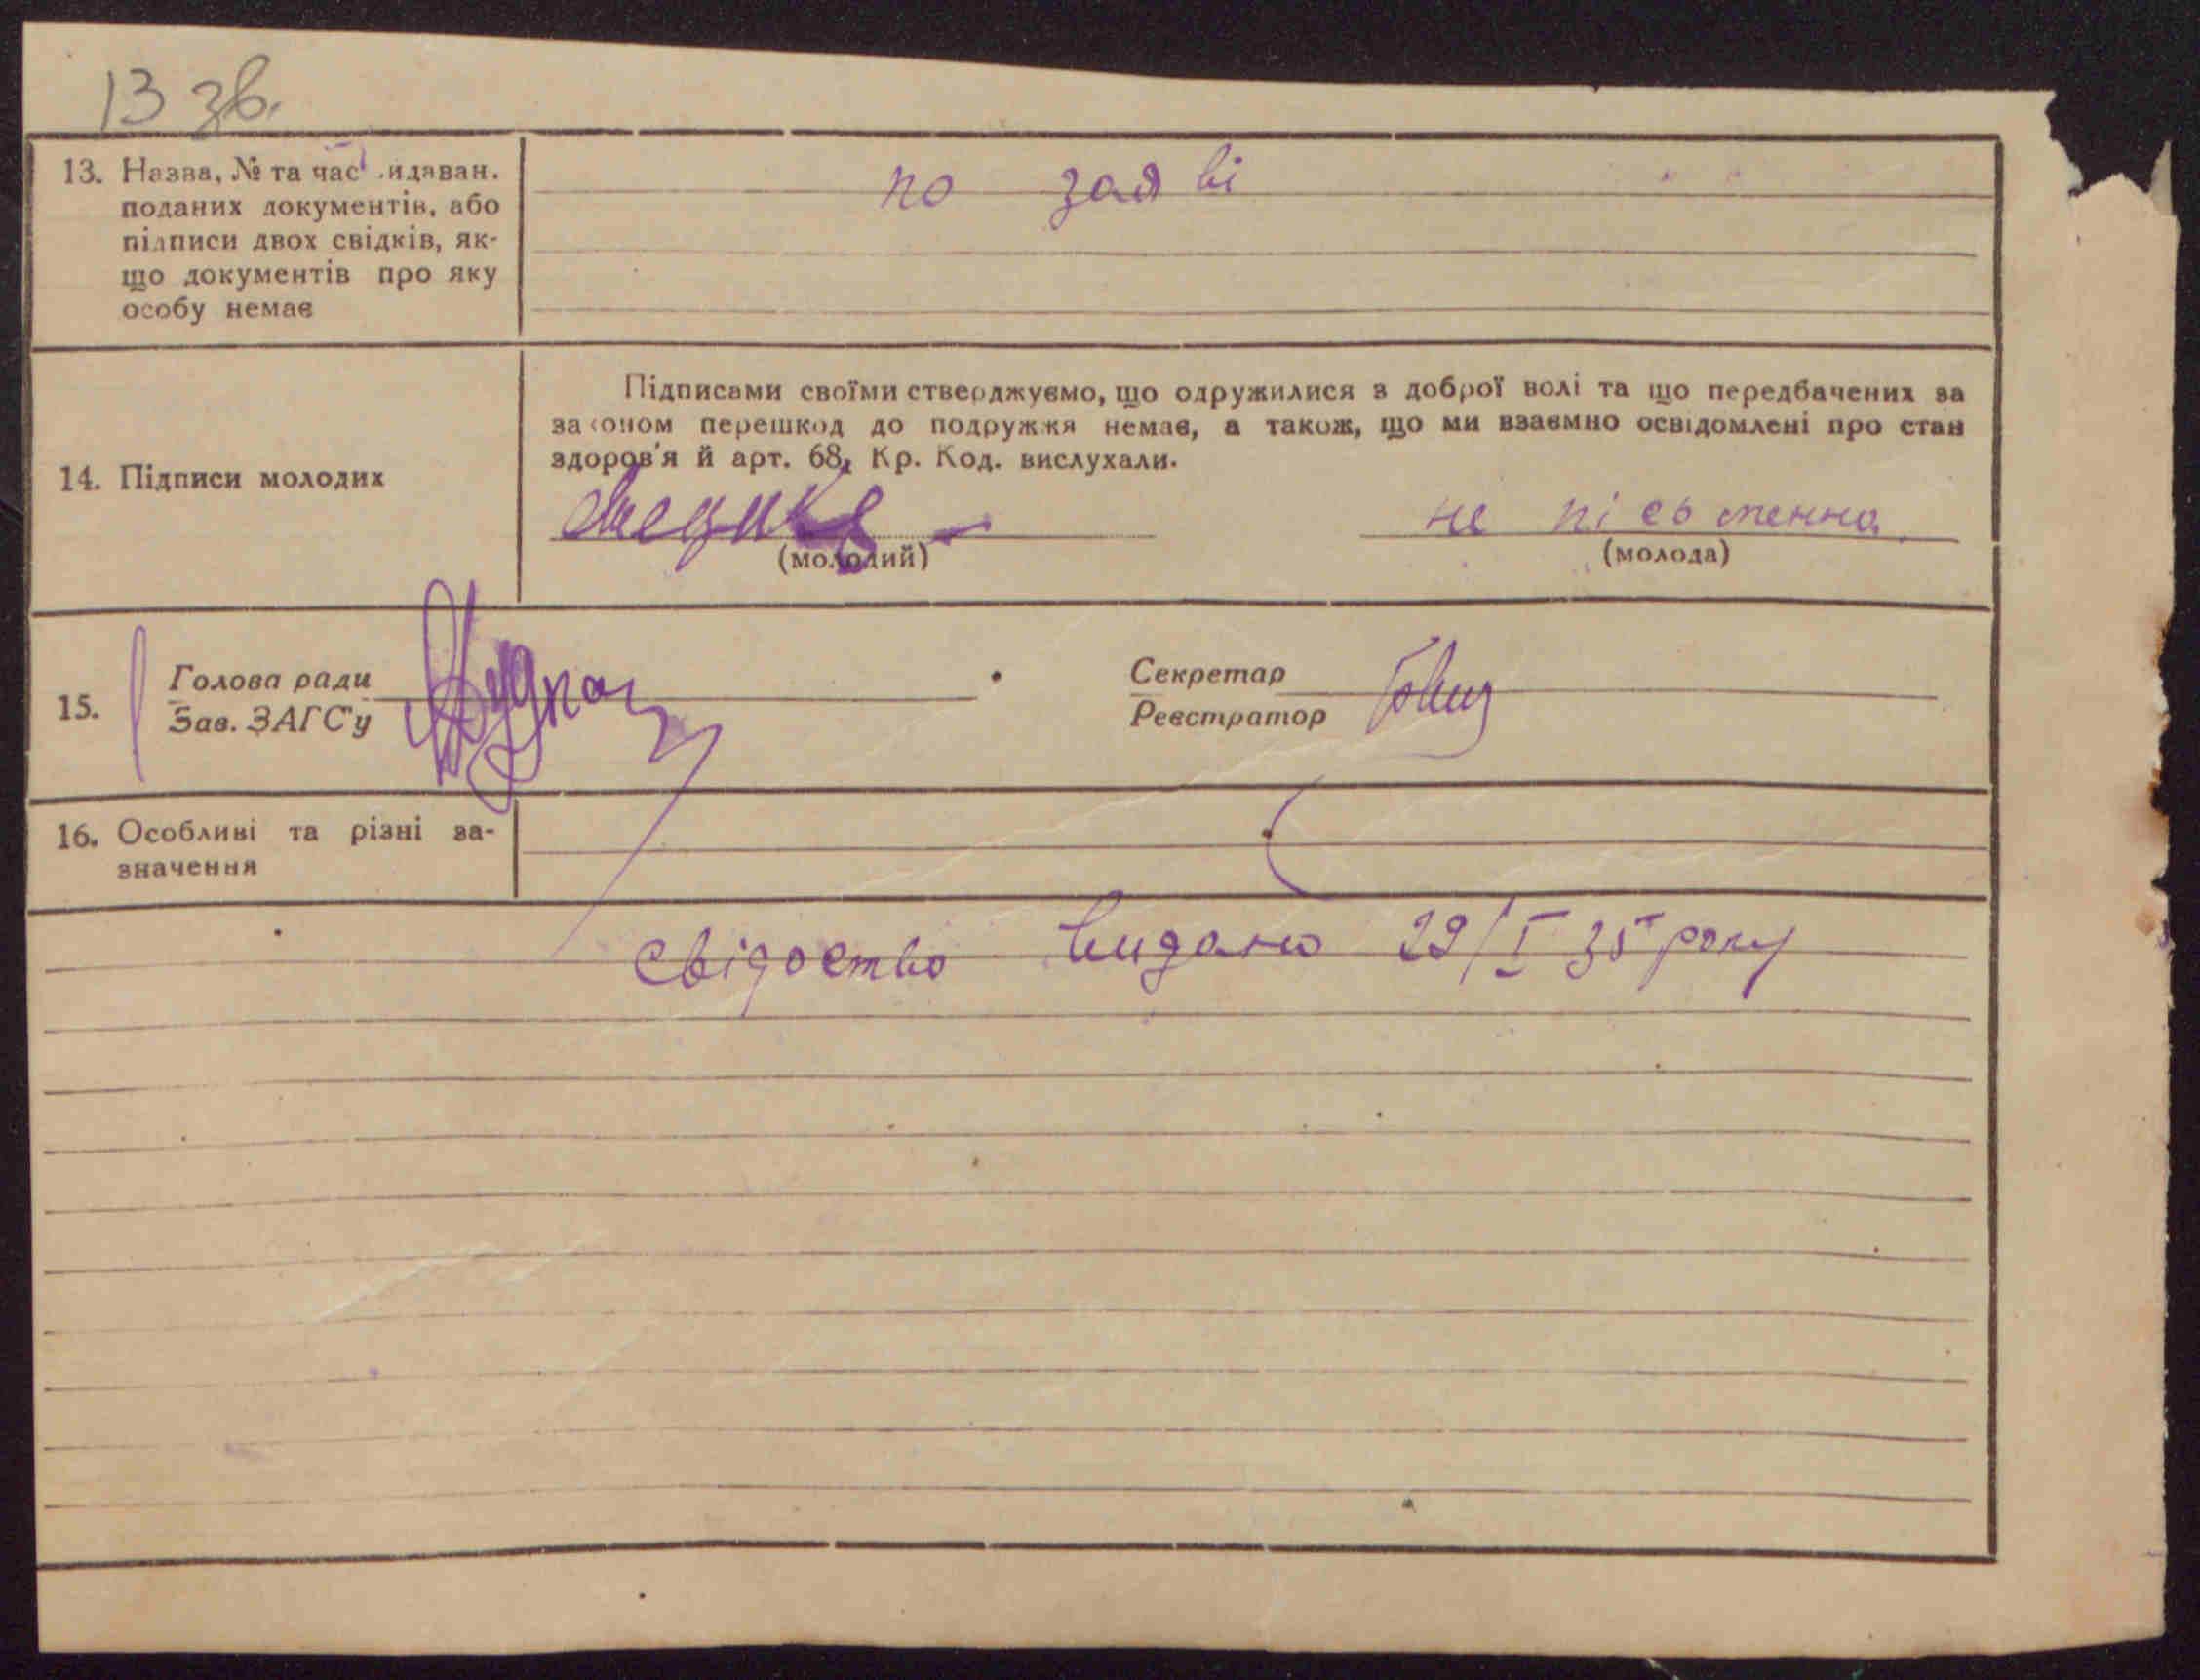 13 зв.
13. Назва, № та час .идаван.
поданих документів, або
підписи двох свідків, як-
що документів про яку
особу немає
по заяві
Підписами своїми стверджуємо, що одружилися з доброї волі та що передбачених за
законом перешкод до подружжя немає, а також, що ми взаємно освідомлені про стан
здоров'я й арт. 68, Кр. Код. вислухали.
14. Підписи молодих
не пісьменна
(молодий) (молода)
15. Голова ради
Зав. ЗАГС'у
Секретар
Реєстратор
16. Особливі та різні за-
значення
свідоство видано 29/I 35 року